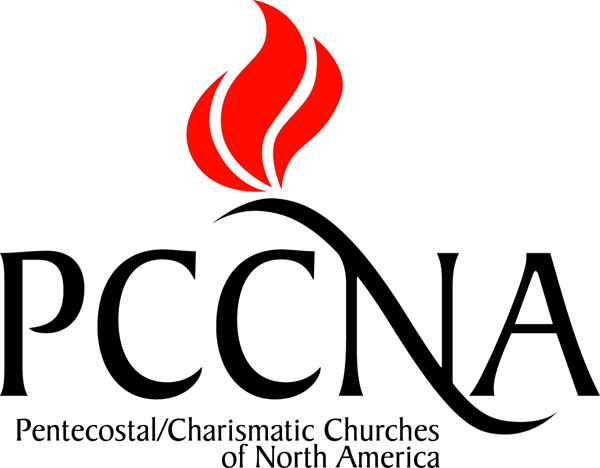 PCCNA
Pentecostal/Charismatic Churches
of North America